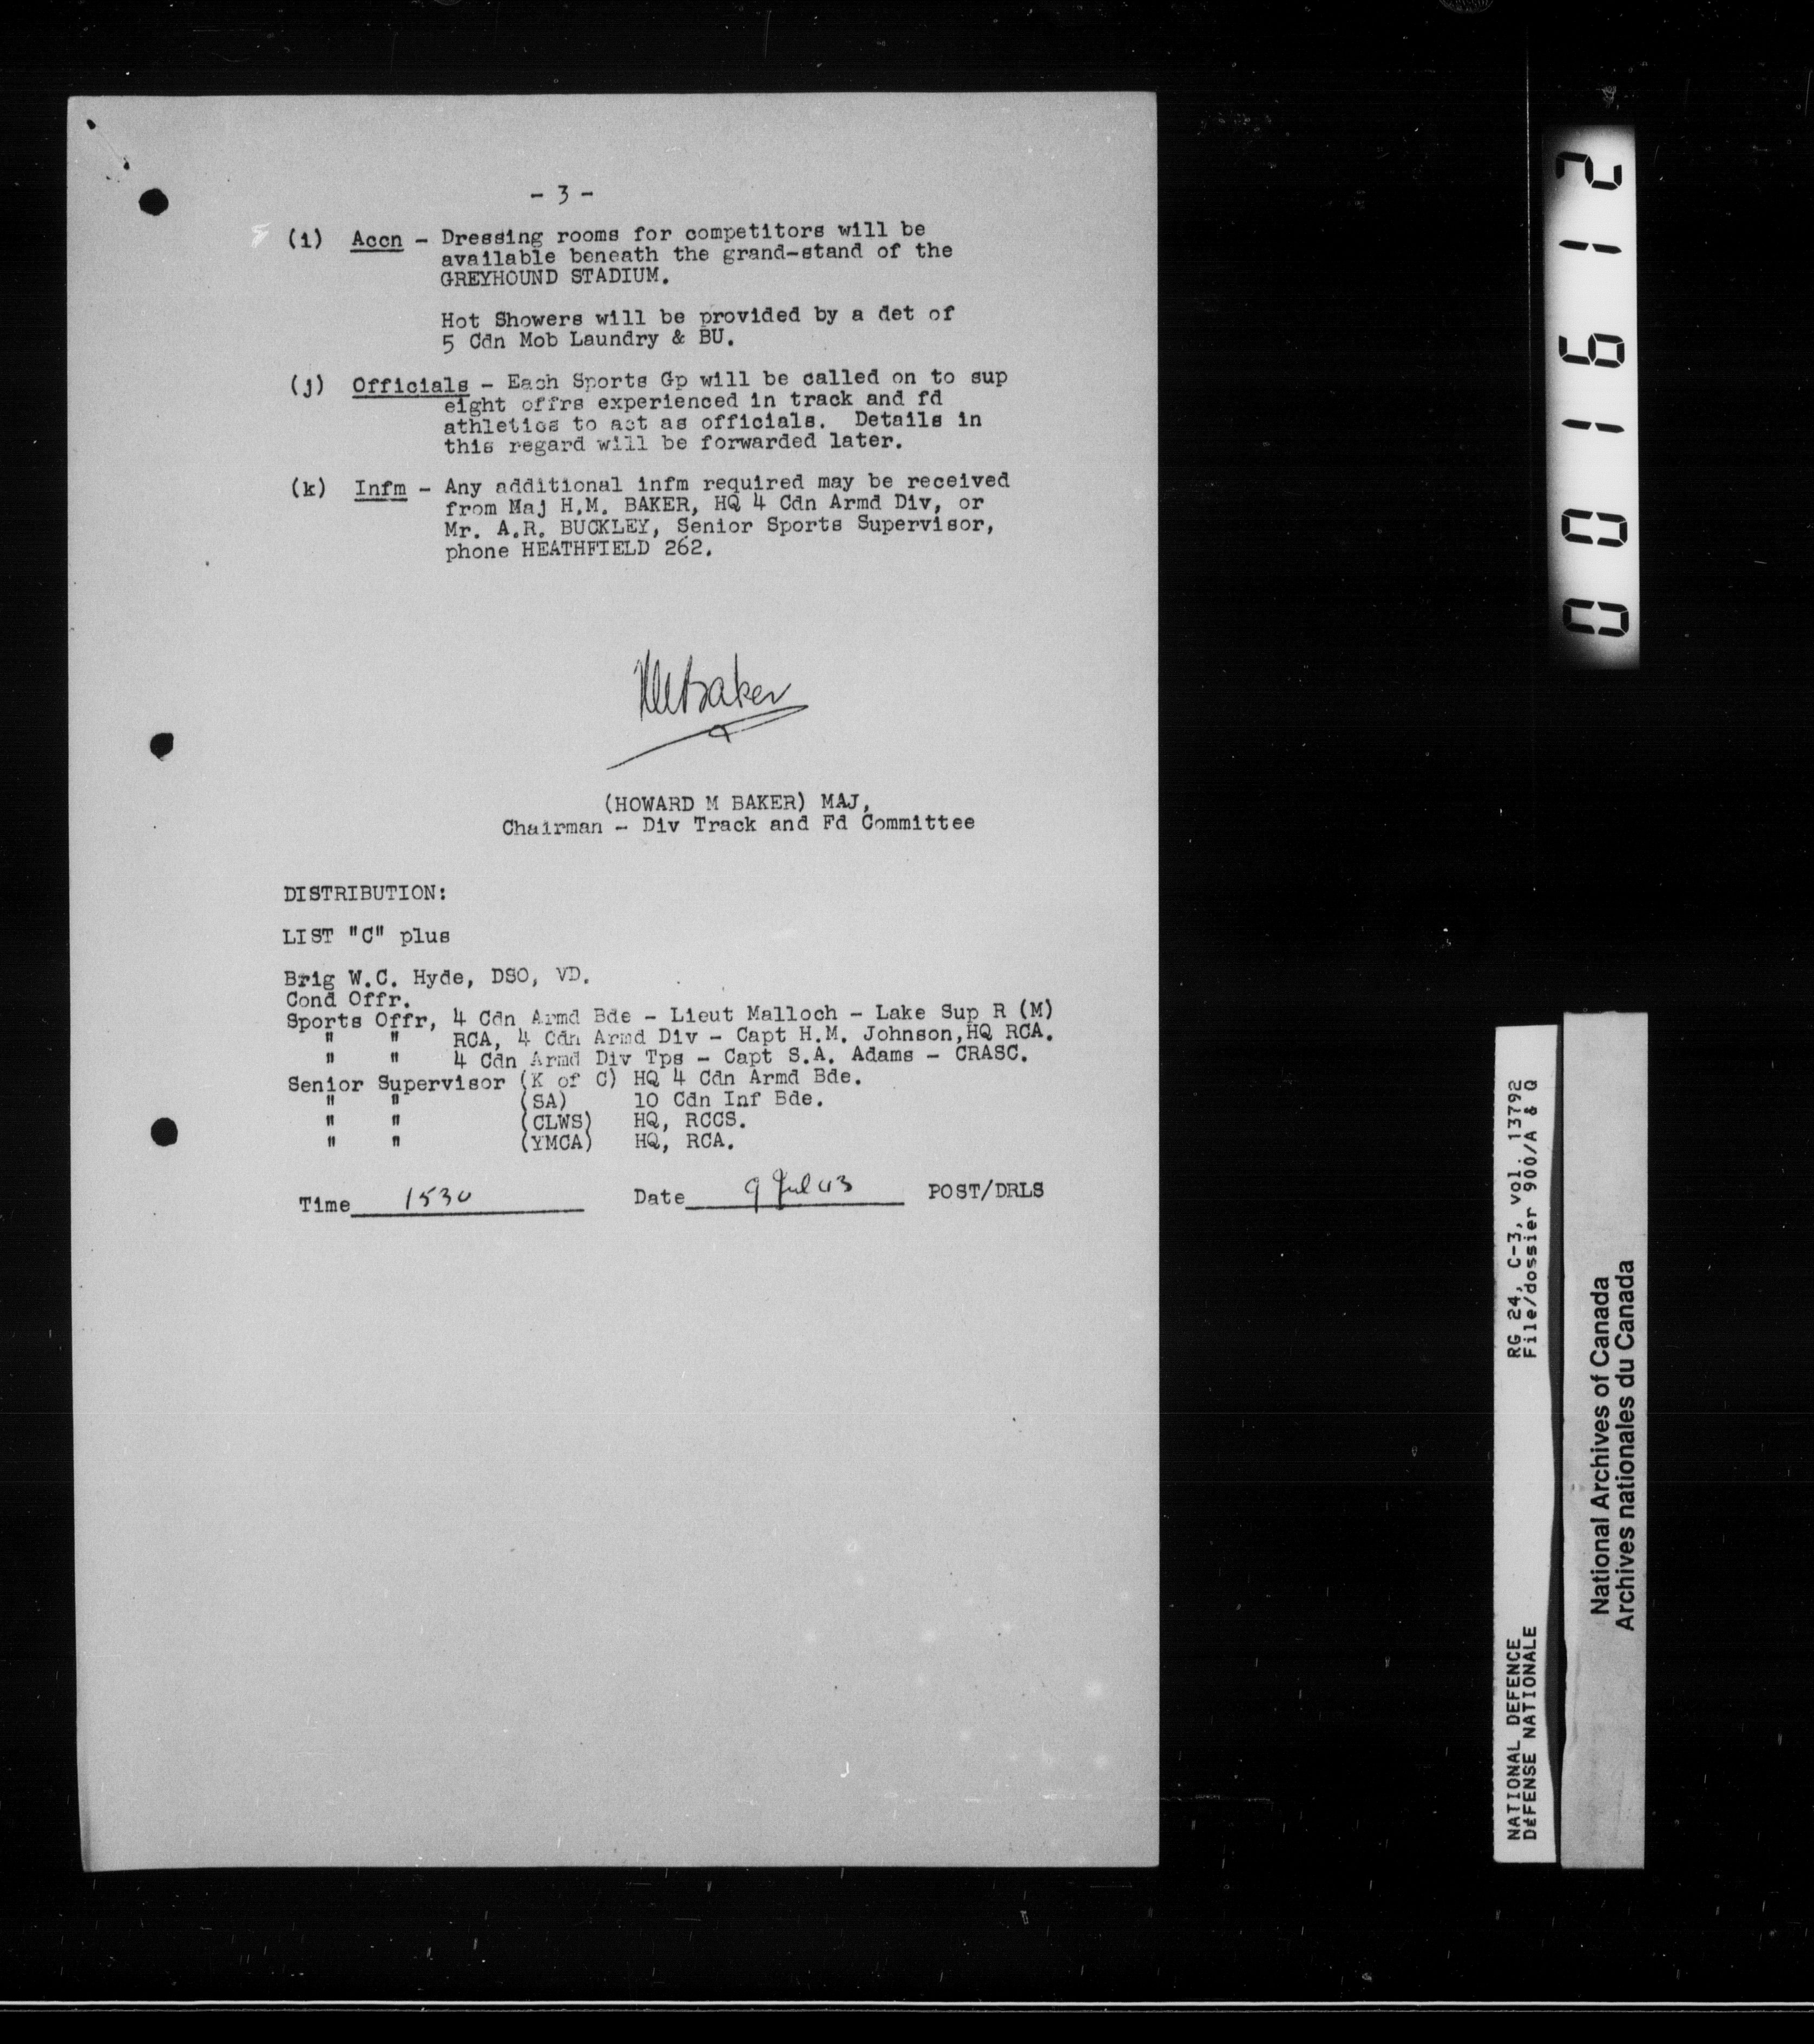 - 3 -
(i) Accn - Dressing rooms for competitors will be
available beneath the grand-stand of the
GREYHOUND STADIUM.
Hot Showers will be provided by a det of
5 Cdn Mob Laundry & BU.
(j) Officials - Each Sports Gp will be called on to sup
eight offrs experienced in track and fd
athletics to act as officials. Details in
this regard will be forwarded later.
(k) Infm - Any additional infm required may be received
from Maj H.M. BAKER, HQ 4 Cdn Armd Div, or
Mr. A.R. BUCKLEY, Senior Sports Supervisor,
phone HEATHFIELD 262.
HM Baker
(HOWARD M BAKER) MAJ,
Chairman - Div Track and Fd Committee
DISTRIBUTION:
LIST "C" plus
Brig W.C. Hyde, DSO, VD.
Cond Offr.
Sports Offr, 4 Cdn Armd Bde - Lieut Malloch - Lake Sup R (M)
" " RCA, 4 Cdn Armd Div - Capt H.M. Johnson,HQ RCA.
" " 4 Cdn Armd Div Tps - Capt S.A. Adams - CRASC.
Senior Supervisor (K of C) HQ 4 Cdn Armd Bde.
" " (SA) 10 Cdn Inf Bde.
" " (CLWS) HQ, RCCS.
" " (YMCA) HQ, RCA.
Time 1530 Date 9 Jul 43 POST/DRLS
001612
RG 24, C-3, vol. 13792
File/dossier 900/A & Q
NATIONAL DEFENCE
DÉFENSE NATIONALE
National Archives of Canada
Archives nationales du Canada